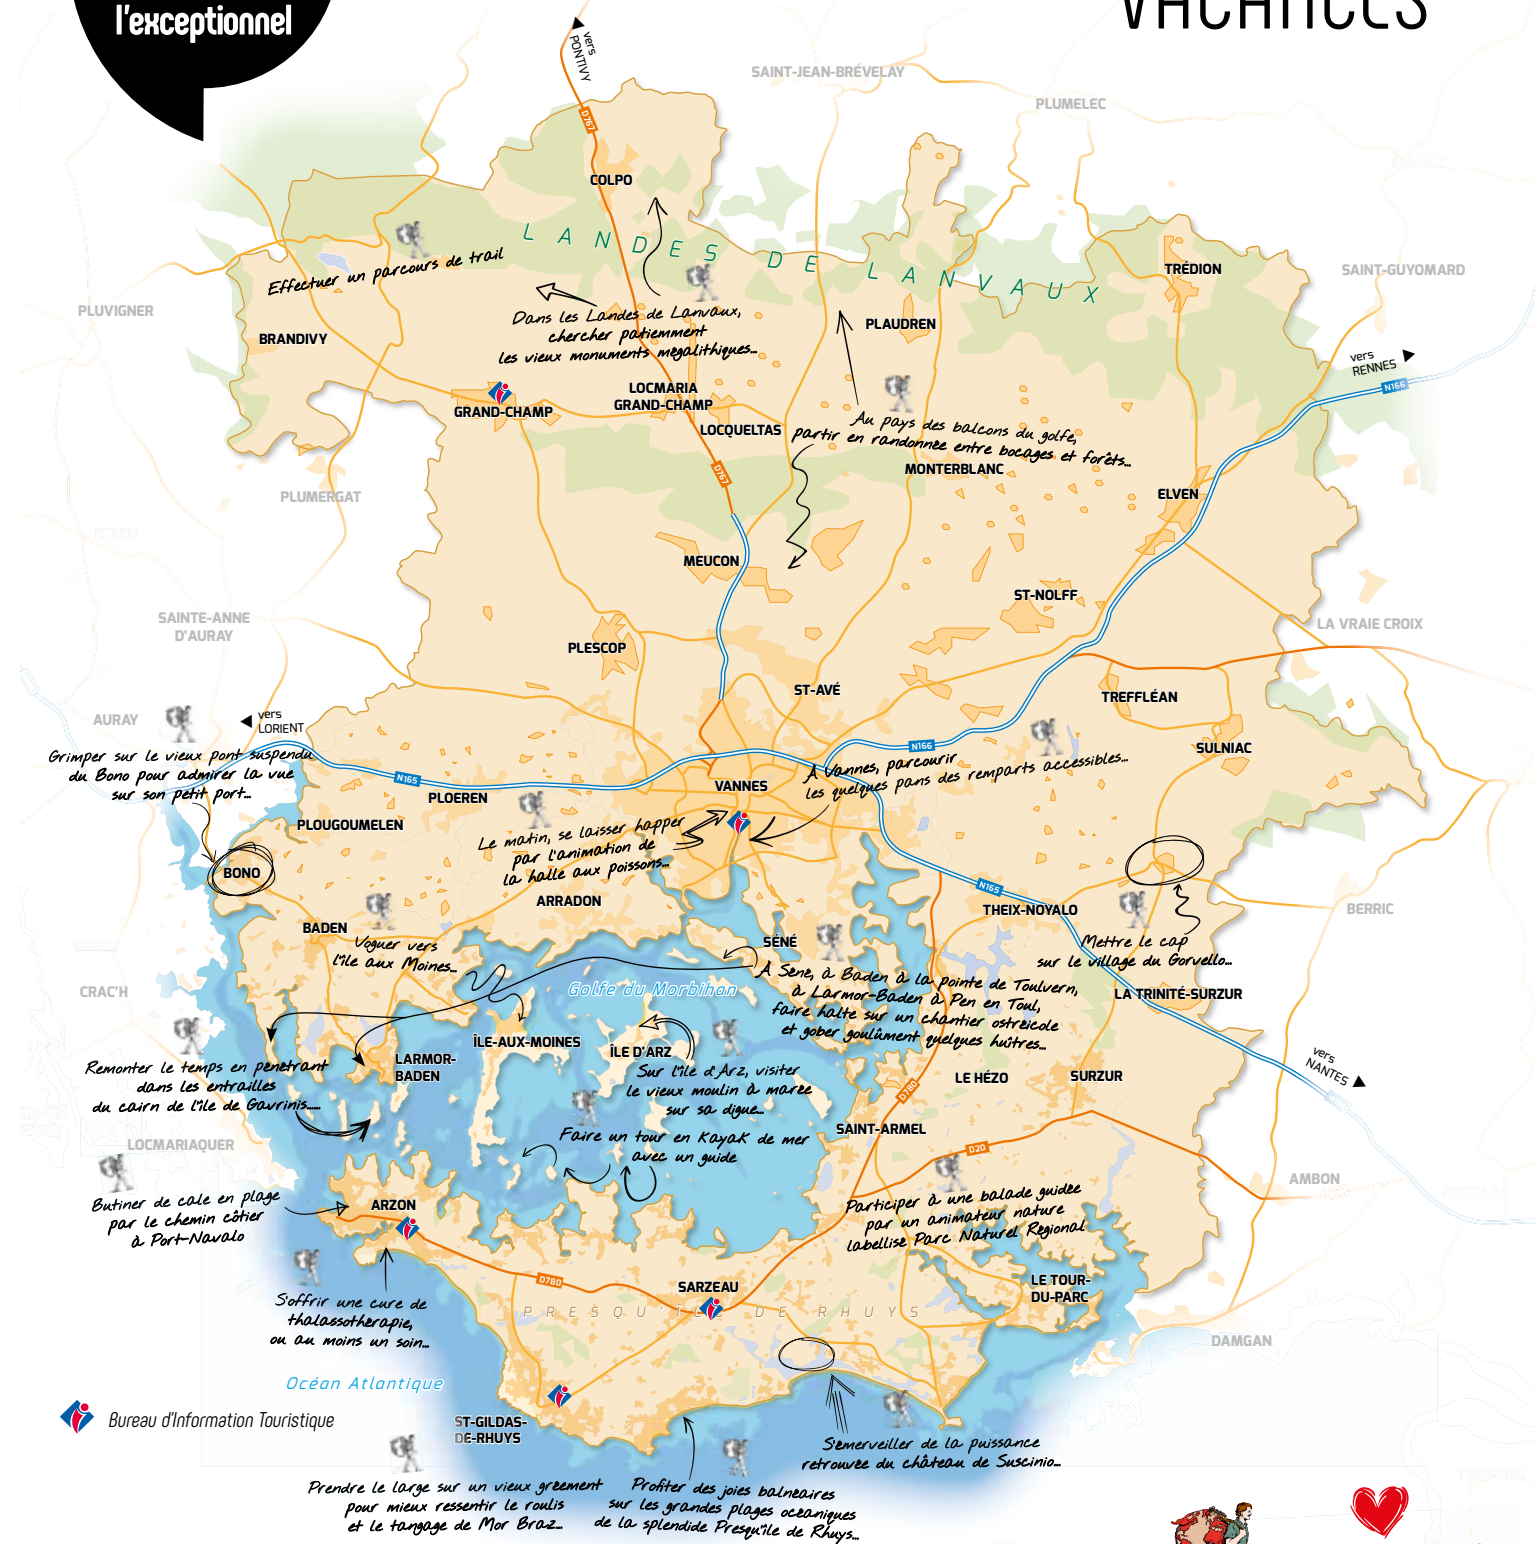 l'exceptionnel
VACANCES
vers
PONTIVY
SAINT-JEAN-BRÉVELAY
PLUMELEC
D767
COLPO
LANDES DE LANVAUX
Effectuer un parcours de trail
TRÉDION
SAINT-GUYOMARD
PLUVIGNER
BRANDIVY
Dans les Landes de Lanvaux,
chercher patiemment
les vieux monuments mégalithiques...
PLAUDREN
vers
RENNES
N166
GRAND-CHAMP
LOCMARIA
GRAND-CHAMP
LOCQUELTAS
Au pays des balcons du golfe,
partir en randonnée entre bocages et forêts...
MONTERBLANC
D767
PLUMERGAT
ELVEN
MEUCON
ST-NOLFF
SAINTE-ANNE
D'AURAY
LA VRAIE CROIX
PLESCOP
ST-AVÉ
TREFFLÉAN
AURAY
vers
LORIENT
SULNIAC
N166
Grimper sur le vieux pont suspendu
du Bono pour admirer la vue
sur son petit port...
N165
PLOEREN
VANNES
À Vannes, parcourir
les quelques pans des remparts accessibles...
PLOUGOUMELEN
Le matin, se laisser happer
par l'animation de
la halle aux poissons...
BONO
N165
ARRADON
THEIX-NOYALO
BERRIC
BADEN
Voguer vers
l'île aux Moines...
SÉNÉ
Mettre le cap
sur le village du Gorvello...
À Séné, à Baden à la pointe de Toulvern,
à Larmor-Baden à Pen en Toul,
faire halte sur un chantier ostréicole
et gober goulûment quelques huîtres...
CRAC'H
Golfe du Morbihan
LA TRINITÉ-SURZUR
ÎLE-AUX-MOINES
ÎLE D'ARZ
LARMOR-
BADEN
Remonter le temps en pénétrant
dans les entrailles
du cairn de l'île de Gavrinis......
Sur l'île d'Arz, visiter
le vieux moulin à marée
sur sa digue...
LE HÉZO
SURZUR
vers
NANTES
D780
SAINT-ARMEL
LOCMARIAQUER
Faire un tour en Kayak de mer
avec un guide
D20
AMBON
Butiner de cale en plage
par le chemin côtier
à Port-Navalo
ARZON
Participer à une balade guidée
par un animateur nature
labellisé Parc Naturel Régional
D780
SARZEAU
LE TOUR-
DU-PARC
PRESQU'ÎLE DE RHUYS
S'offrir une cure de
thalassothérapie,
ou au moins un soin...
DAMGAN
Océan Atlantique
Bureau d'Information Touristique
ST-GILDAS-
DE-RHUYS
S'émerveiller de la puissance
retrouvée du château de Suscinio...
Prendre le large sur un vieux gréement
pour mieux ressentir le roulis
et le tangage de Mor Braz...
Profiter des joies balnéaires
sur les grandes plages océaniques
de la splendide Presqu'île de Rhuys...